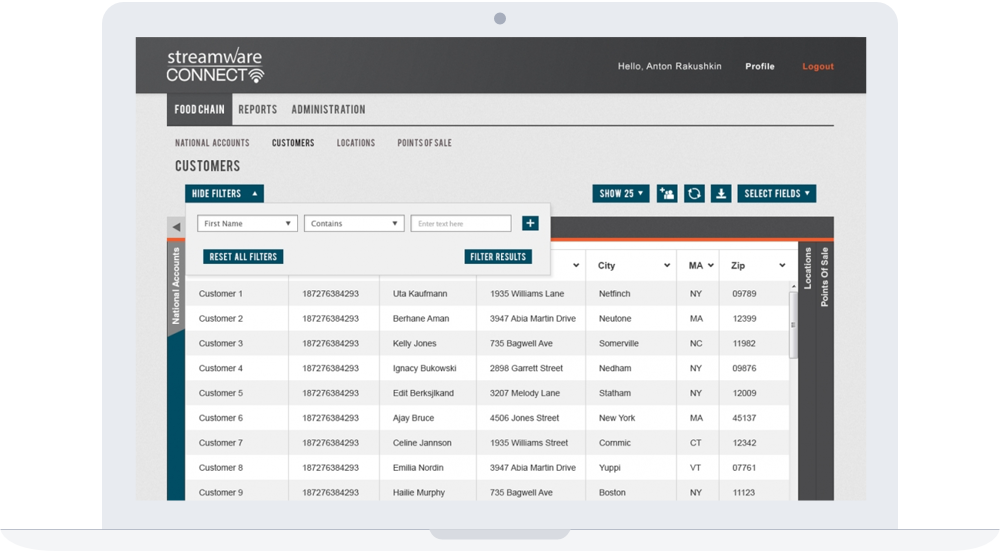 streamware
CONNECT
Hello, Anton Rakushkin Profile Logout
FOOD CHAIN REPORTS ADMINISTRATION
NATIONAL ACCOUNTS CUSTOMERS LOCATIONS POINTS OF SALE
CUSTOMERS
HIDE FILTERS SHOW 25 SELECT FIELDS
First Name Contains Enter text here +
RESET ALL FILTERS FILTER RESULTS
City MA Zip
National Accounts
Locations
Points Of Sale
Customer 1 187276384293 Uta Kaufmann 1935 Williams Lane Netfinch NY 09789
Customer 2 187276384293 Berhane Aman 3947 Abia Martin Drive Neutone MA 12399
Customer 3 187276384293 Kelly Jones 735 Bagwell Ave Somerville NC 11982
Customer 4 187276384293 Ignacy Bukowski 2898 Garrett Street Nedham NY 09876
Customer 5 187276384293 Edit Berksjlkand 3207 Melody Lane Statham NY 12009
Customer 6 187276384293 Ajay Bruce 4506 Jones Street New York MA 45137
Customer 7 187276384293 Celine Jannson 1935 Williams Street Commic CT 12342
Customer 8 187276384293 Emilia Nordin 3947 Abia Martin Drive Yuppi VT 07761
Customer 9 187276384293 Hailie Murphy 735 Bagwell Ave Boston NY 11123